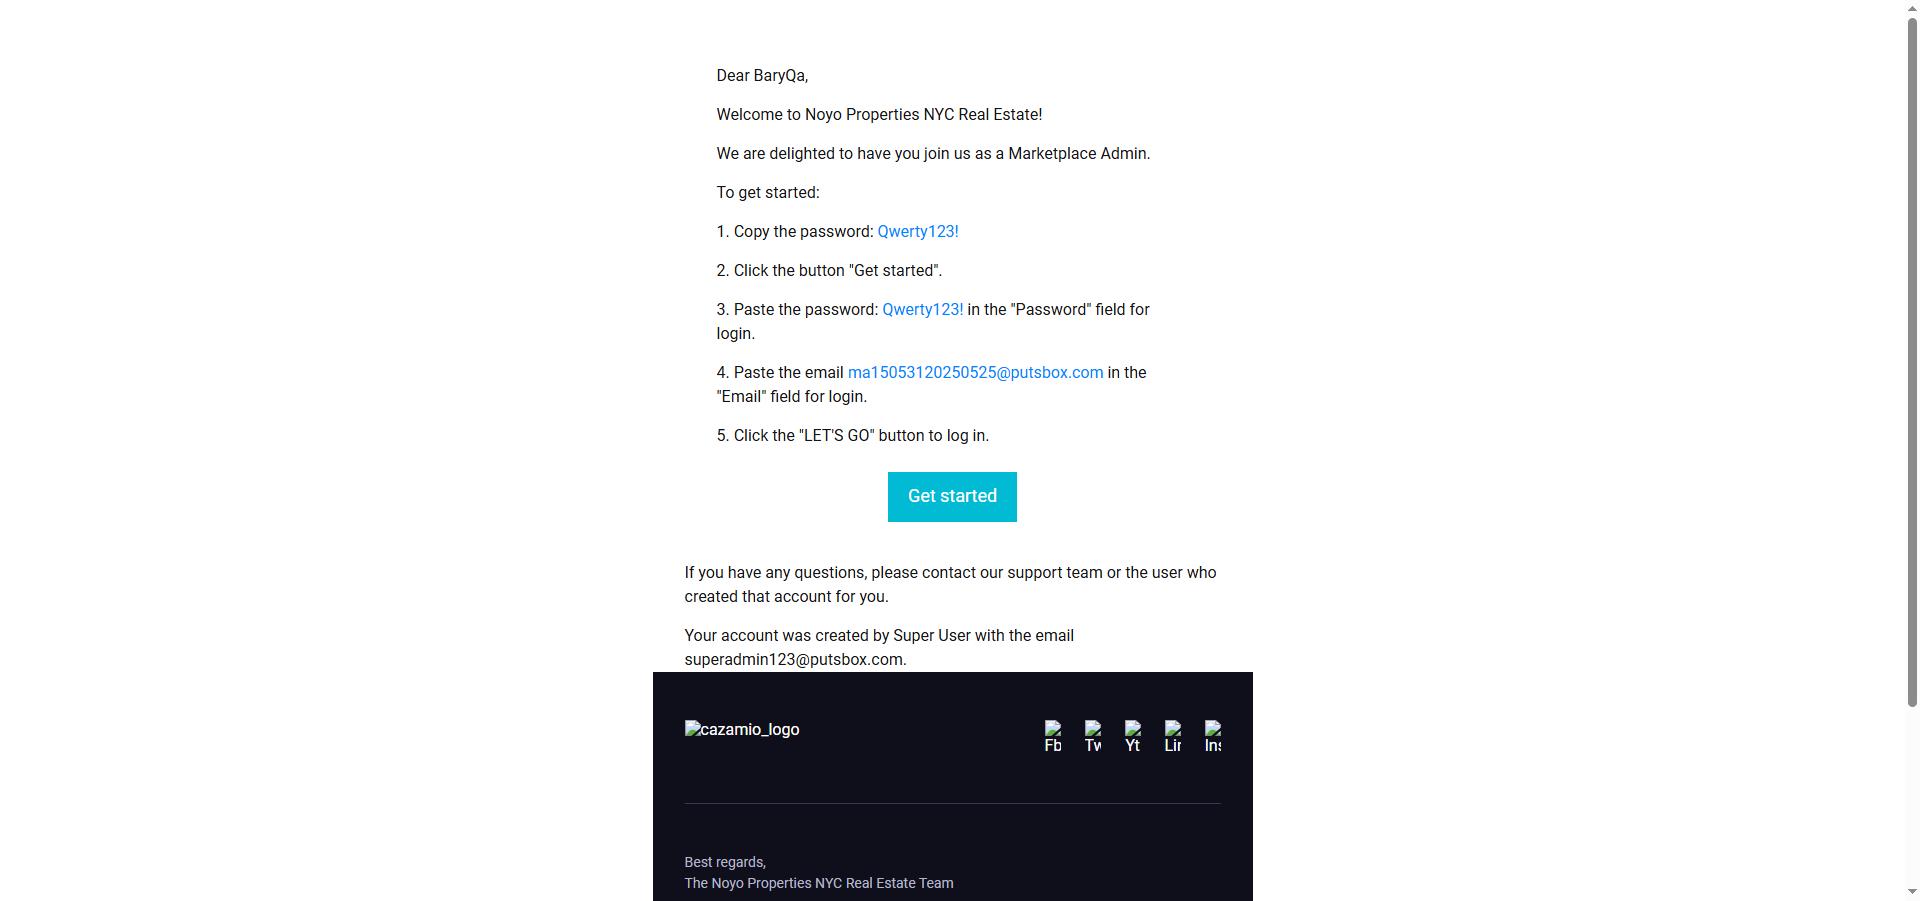 Dear BaryQa,
Welcome to Noyo Properties NYC Real Estate!
We are delighted to have you join us as a Marketplace Admin.
To get started:
1. Copy the password: Qwerty123!
2. Click the button "Get started".
3. Paste the password: Qwerty123! in the "Password" field for
login.
4. Paste the email ma15053120250525@putsbox.com in the
"Email" field for login.
5. Click the "LET'S GO" button to log in.
Get started
If you have any questions, please contact our support team or the user who
created that account for you.
Your account was created by Super User with the email
superadmin123@putsbox.com.
cazamio_logo
Fb Tw Yt Lin Ins
Best regards,
The Noyo Properties NYC Real Estate Team